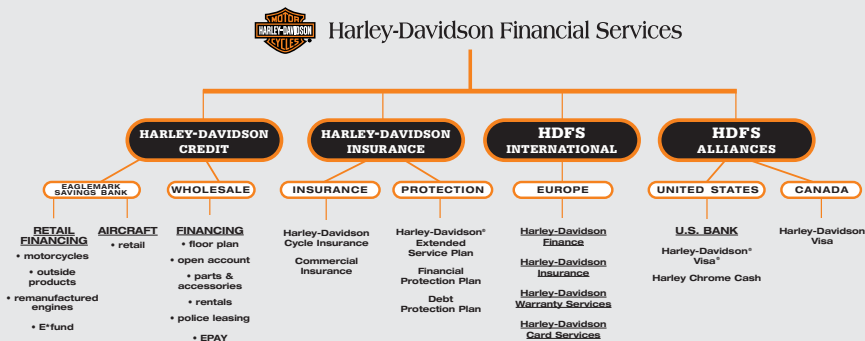 MOTOR
HARLEY-DAVIDSON
CYCLES
Harley-Davidson Financial Services
HARLEY-DAVIDSON
CREDIT
HARLEY-DAVIDSON
INSURANCE
HDFS
INTERNATIONAL
HDFS
ALLIANCES
EAGLEMARK
SAVINGS BANK
WHOLESALE
INSURANCE
PROTECTION
EUROPE
UNITED STATES
CANADA
RETAIL
FINANCING
• motorcycles
• outside
products
• remanufactured
engines
• E*fund
AIRCRAFT
• retail
FINANCING
• floor plan
• open account
• parts &
accessories
• rentals
• police leasing
• EPAY
Harley-Davidson
Cycle Insurance
Commercial
Insurance
Harley-Davidson®
Extended
Service Plan
Financial
Protection Plan
Debt
Protection Plan
Harley-Davidson
Finance
Harley-Davidson
Insurance
Harley-Davidson
Warranty Services
Harley-Davidson
Card Services
U.S. BANK
Harley-Davidson®
Visa®
Harley Chrome Cash
Harley-Davidson
Visa